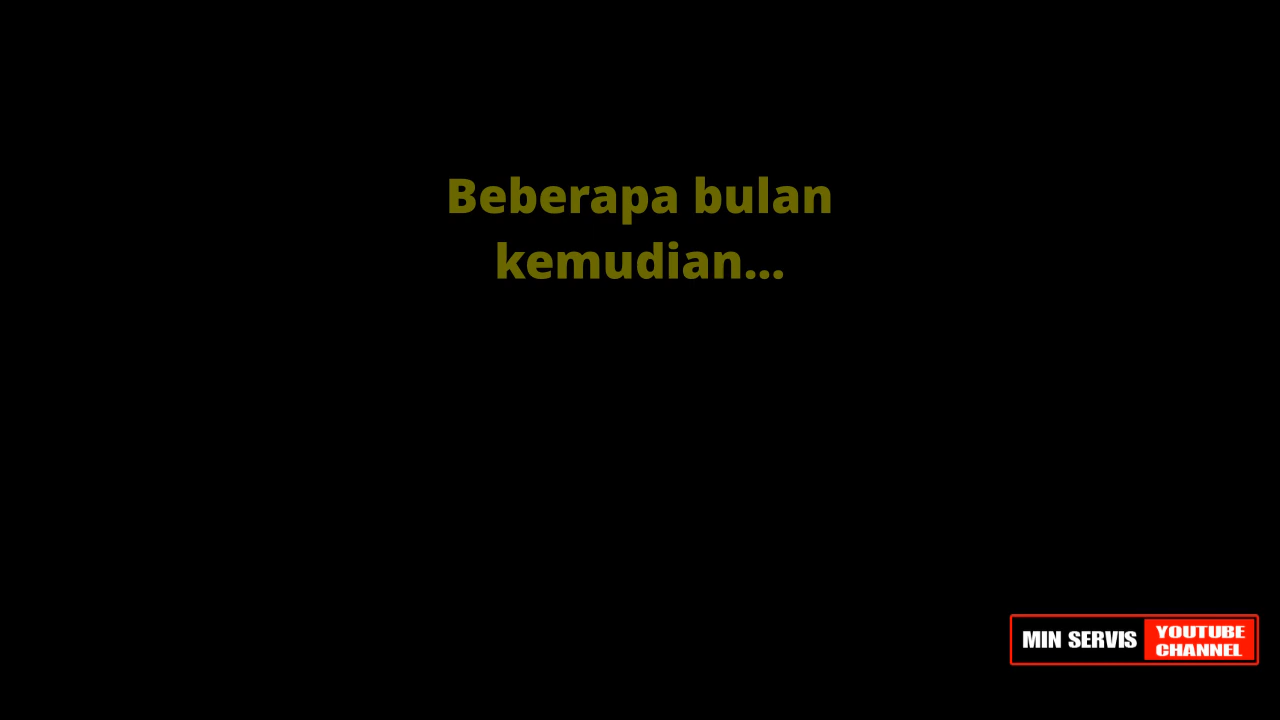 Beberapa bulan
kemudian...
MIN SERVIS
YOUTUBE
CHANNEL